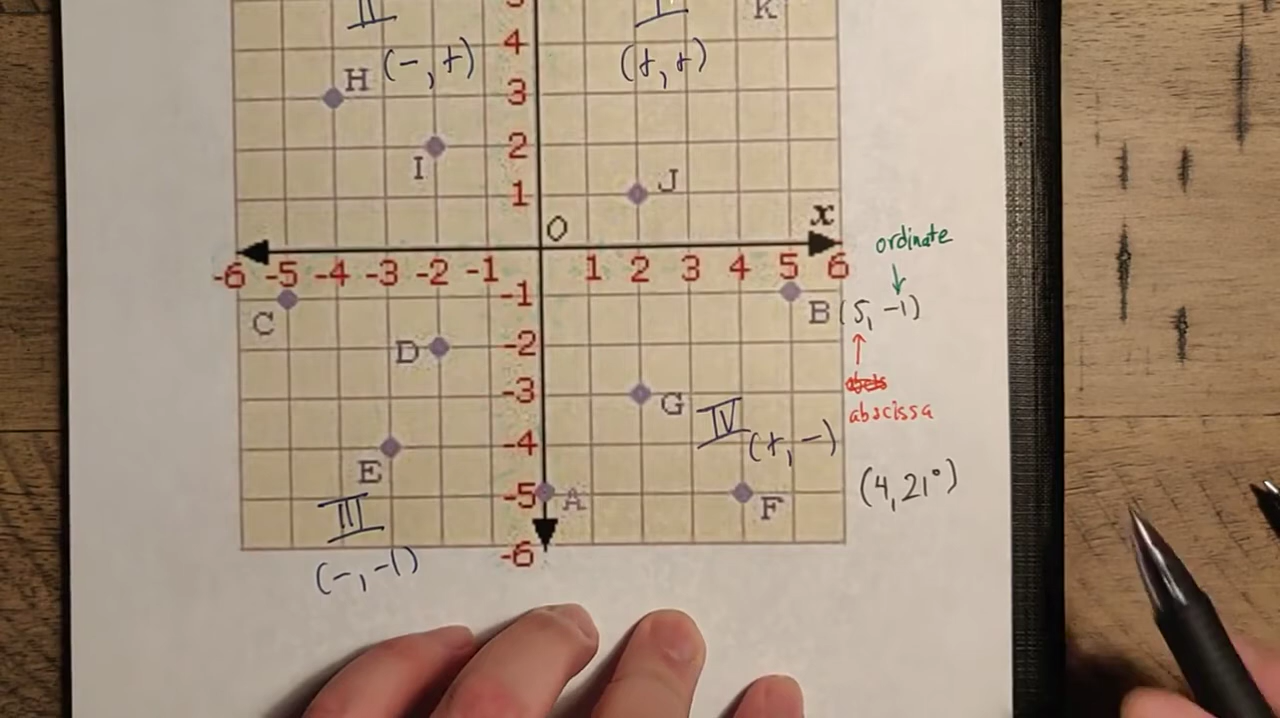 II
I
K
4
(-, +)
(+, +)
H
3
2
I
J
1
x
O
ordinate
-6 -5 -4 -3 -2 -1 1 2 3 4 5 6
-1
C
B (5, -1)
D
-2
-3
G
abscissa
IV
(+, -)
-4
E
(4, 21°)
-5
A
F
III
-6
(-, -1)